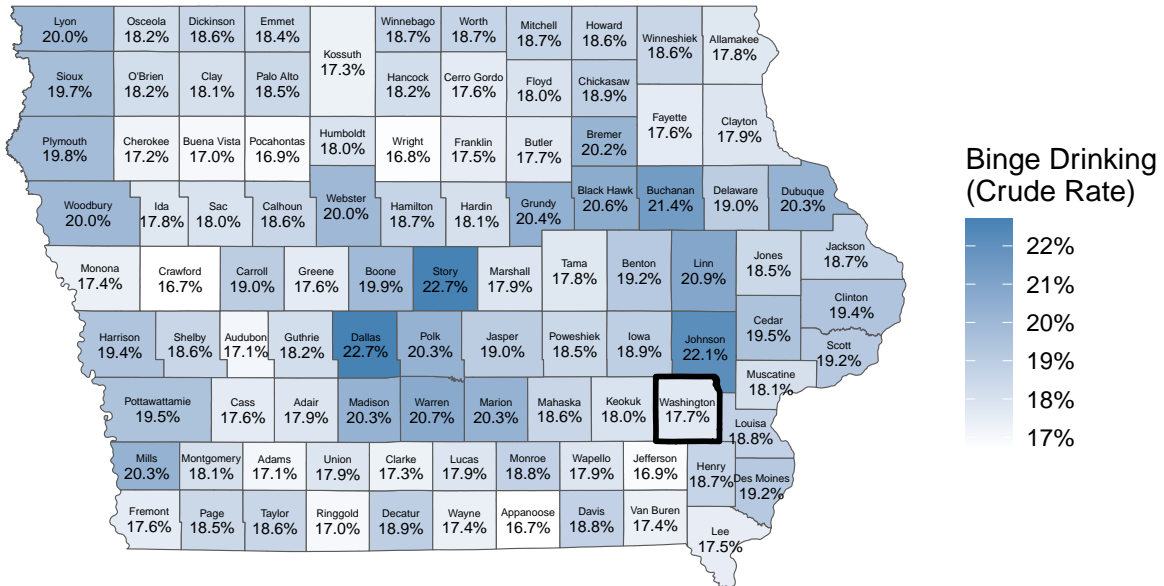 Lyon
20.0%
Osceola
18.2%
Dickinson
18.6%
Emmet
18.4%
Kossuth
17.3%
Winnebago
18.7%
Worth
18.7%
Mitchell
18.7%
Howard
18.6%
Winneshiek
18.6%
Allamakee
17.8%
Sioux
19.7%
O'Brien
18.2%
Clay
18.1%
Palo Alto
18.5%
Hancock
18.2%
Cerro Gordo
17.6%
Floyd
18.0%
Chickasaw
18.9%
Fayette
17.6%
Clayton
17.9%
Plymouth
19.8%
Cherokee
17.2%
Buena Vista
17.0%
Pocahontas
16.9%
Humboldt
18.0%
Wright
16.8%
Franklin
17.5%
Butler
17.7%
Bremer
20.2%
Woodbury
20.0%
Ida
17.8%
Sac
18.0%
Calhoun
18.6%
Webster
20.0%
Hamilton
18.7%
Hardin
18.1%
Grundy
20.4%
Black Hawk
20.6%
Buchanan
21.4%
Delaware
19.0%
Dubuque
20.3%
Monona
17.4%
Crawford
16.7%
Carroll
19.0%
Greene
17.6%
Boone
19.9%
Story
22.7%
Marshall
17.9%
Tama
17.8%
Benton
19.2%
Linn
20.9%
Jones
18.5%
Jackson
18.7%
Clinton
19.4%
Harrison
19.4%
Shelby
18.6%
Audubon
17.1%
Guthrie
18.2%
Dallas
22.7%
Polk
20.3%
Jasper
19.0%
Poweshiek
18.5%
Iowa
18.9%
Johnson
22.1%
Cedar
19.5%
Scott
19.2%
Muscatine
18.1%
Pottawattamie
19.5%
Cass
17.6%
Adair
17.9%
Madison
20.3%
Warren
20.7%
Marion
20.3%
Mahaska
18.6%
Keokuk
18.0%
Washington
17.7%
Louisa
18.8%
Mills
20.3%
Montgomery
18.1%
Adams
17.1%
Union
17.9%
Clarke
17.3%
Lucas
17.9%
Monroe
18.8%
Wapello
17.9%
Jefferson
16.9%
Henry
18.7%
Des Moines
19.2%
Fremont
17.6%
Page
18.5%
Taylor
18.6%
Ringgold
17.0%
Decatur
18.9%
Wayne
17.4%
Appanoose
16.7%
Davis
18.8%
Van Buren
17.4%
Lee
17.5%
Binge Drinking
(Crude Rate)
22%
21%
20%
19%
18%
17%